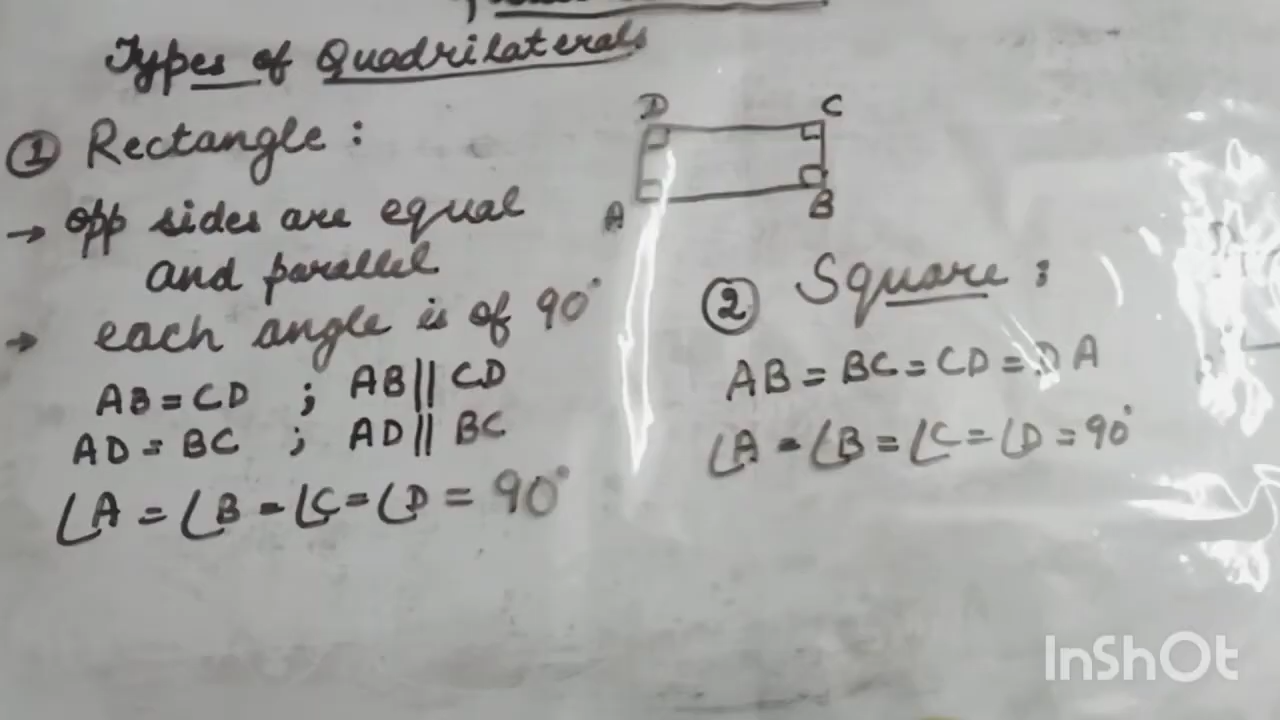 Types of Quadrilaterals
① Rectangle :
→ opp sides are equal
and parallel
→ each angle is of 90°
AB = CD ; AB || CD
AD = BC ; AD || BC
∠A = ∠B = ∠C = ∠D = 90°
D C
A B
② Square :
AB = BC = CD = DA
∠A = ∠B = ∠C = ∠D = 90°
InShOt